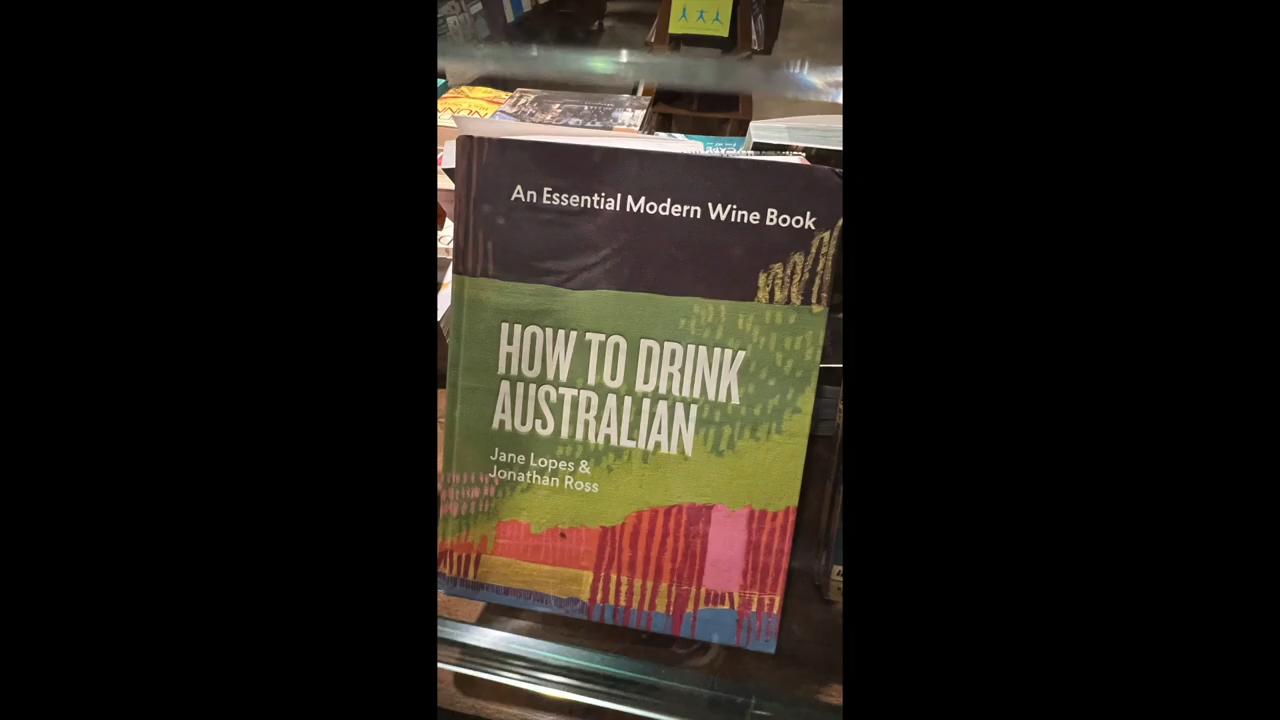 An Essential Modern Wine Book
HOW TO DRINK
AUSTRALIAN
Jane Lopes &
Jonathan Ross